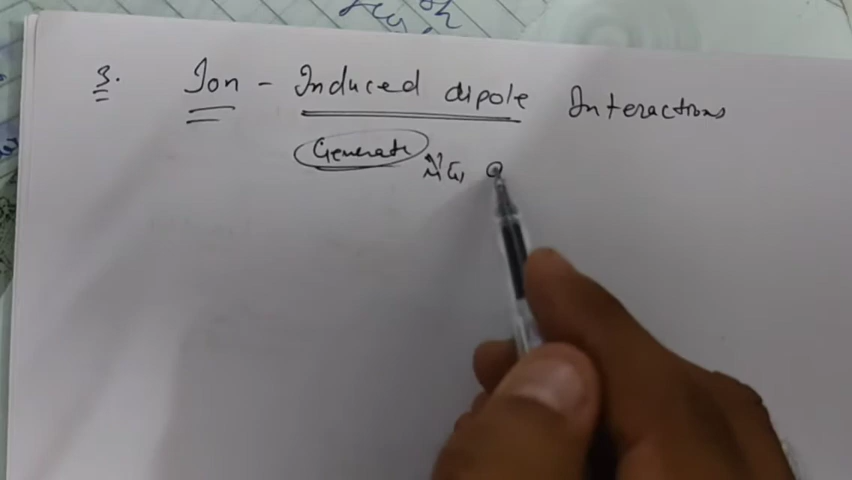 3. Ion - Induced dipole Interactions
Generate